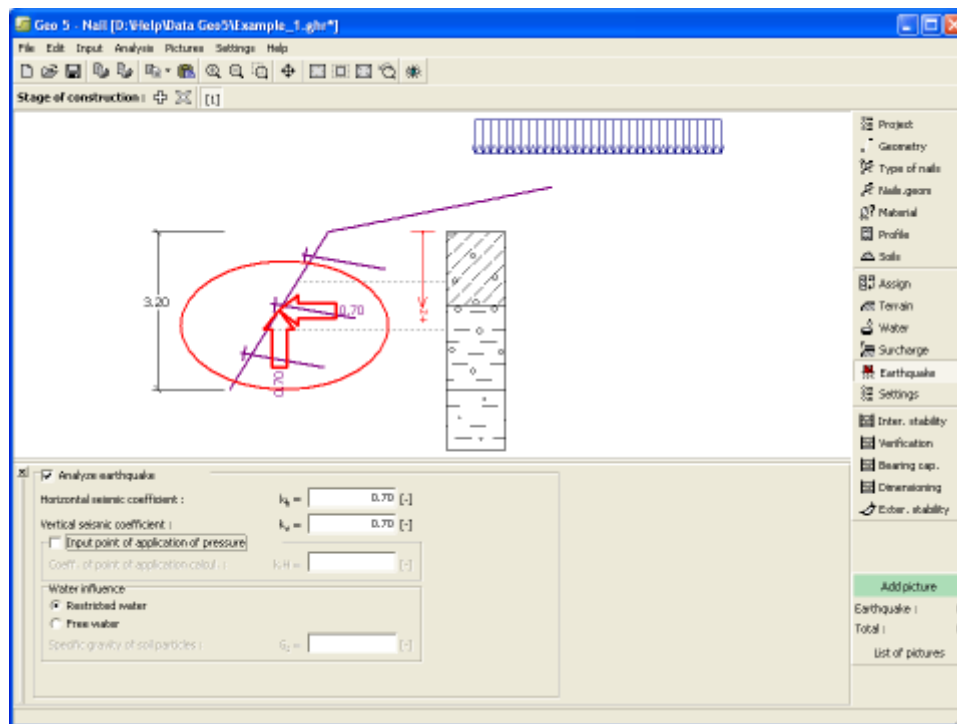 Geo 5 - Nail [D:\Help\Data Geo5\Example_1.ghr*]
File Edit Input Analysis Pictures Settings Help
Stage of construction : [1]
3.20
0.70
0.70
+z
Project
Geometry
Type of nails
Nails geom
Material
Profile
Soils
Assign
Terrain
Water
Surcharge
Earthquake
Settings
Inter. stability
Verification
Bearing cap.
Dimensioning
Exter. stability
Add picture
Earthquake :
Total :
List of pictures
Analyze earthquake
Horizontal seismic coefficient : kh = 0.70 [-]
Vertical seismic coefficient : kv = 0.70 [-]
Input point of application of pressure
Coeff. of point of application calcul. : [-]
Water influence
Restricted water
Free water
Specific gravity of soil particles : Gs = [-]